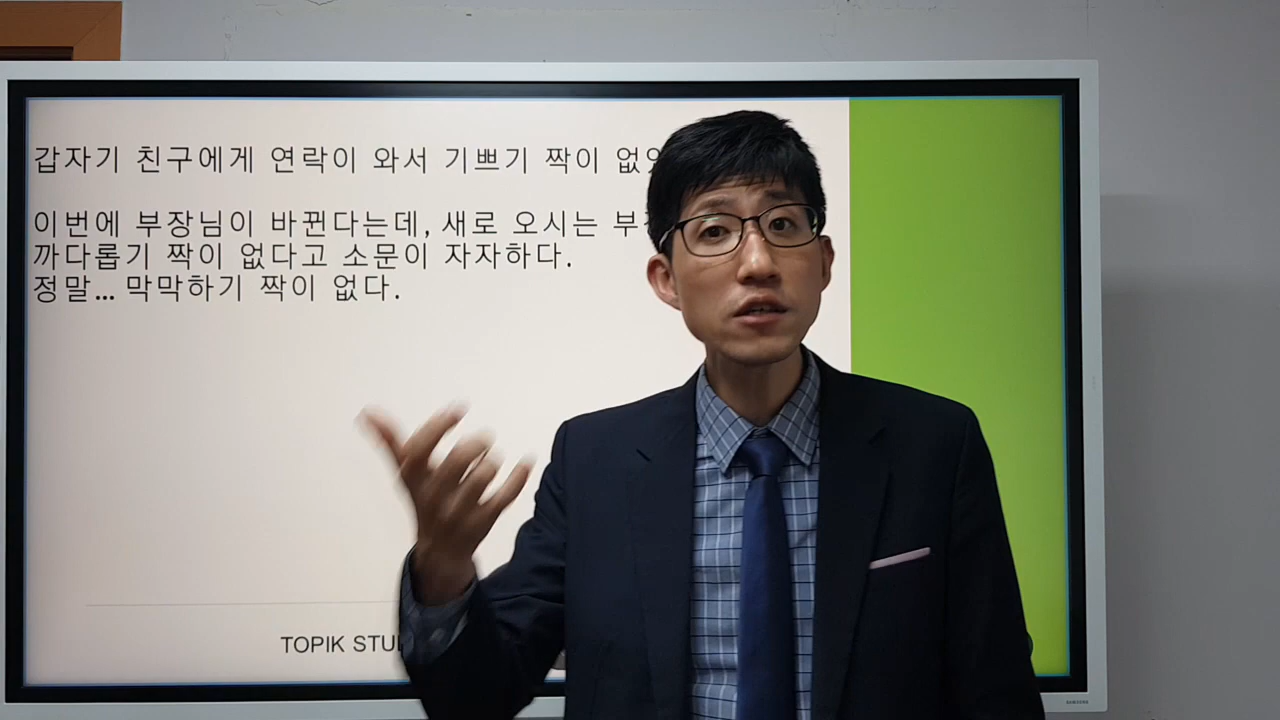 갑자기 친구에게 연락이 와서 기쁘기 짝이
이번에 부장님이 바뀐다는데, 새로 오시는
까다롭기 짝이 없다고 소문이 자자하다.
정말... 막막하기 짝이 없다.
TOPIK
SAMSUNG